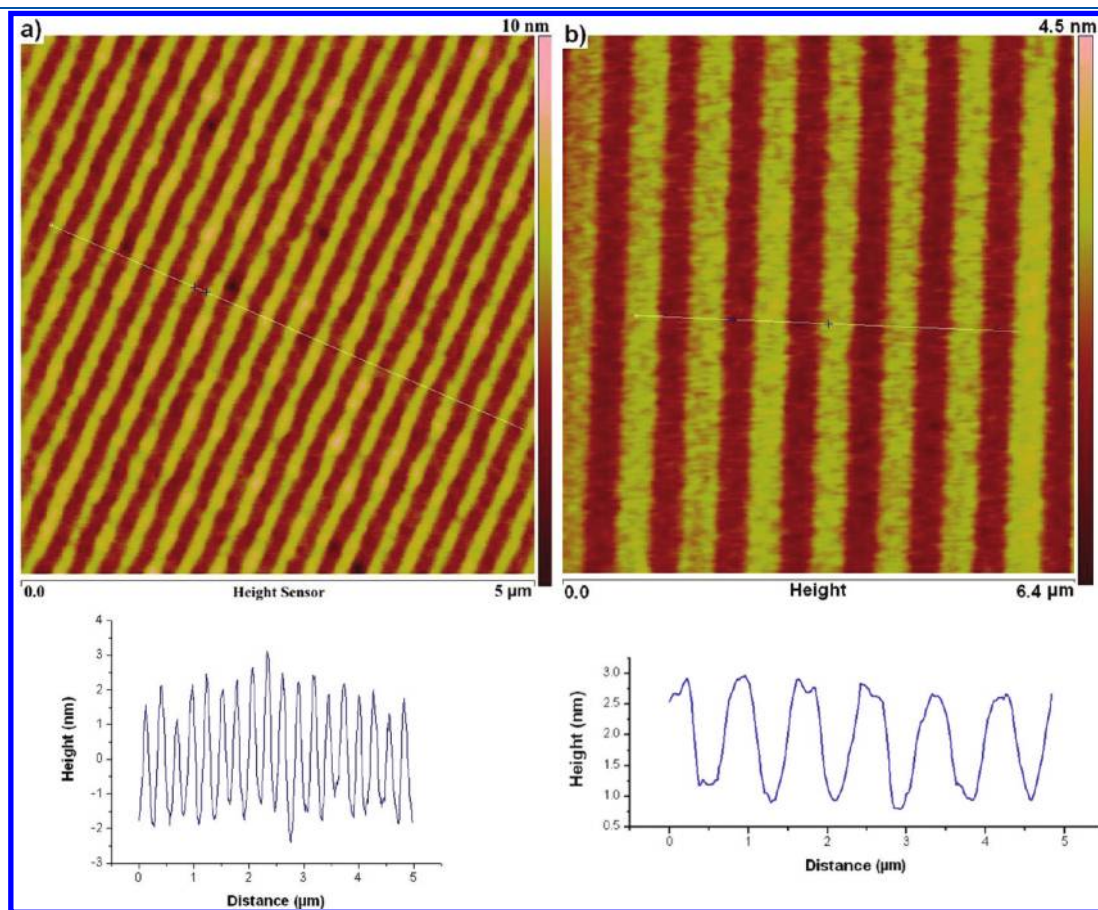 a)
10 nm
b)
4.5 nm
0.0
Height Sensor
5 µm
0.0
Height
6.4 µm
4
3
2
1
0
-1
-2
-3
Height (nm)
0
1
2
3
4
5
Distance (µm)
3.0
2.5
2.0
1.5
1.0
0.5
Height (nm)
0
1
2
3
4
5
Distance (µm)